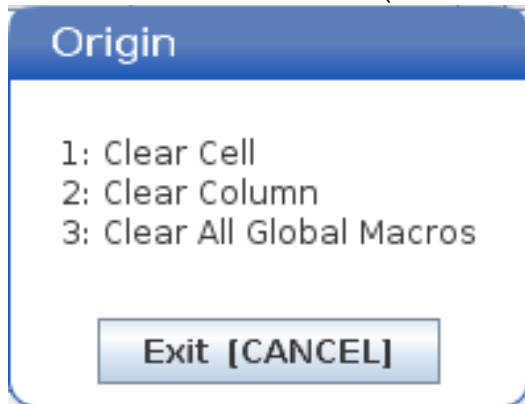 Origin
1: Clear Cell
2: Clear Column
3: Clear All Global Macros
Exit [CANCEL]